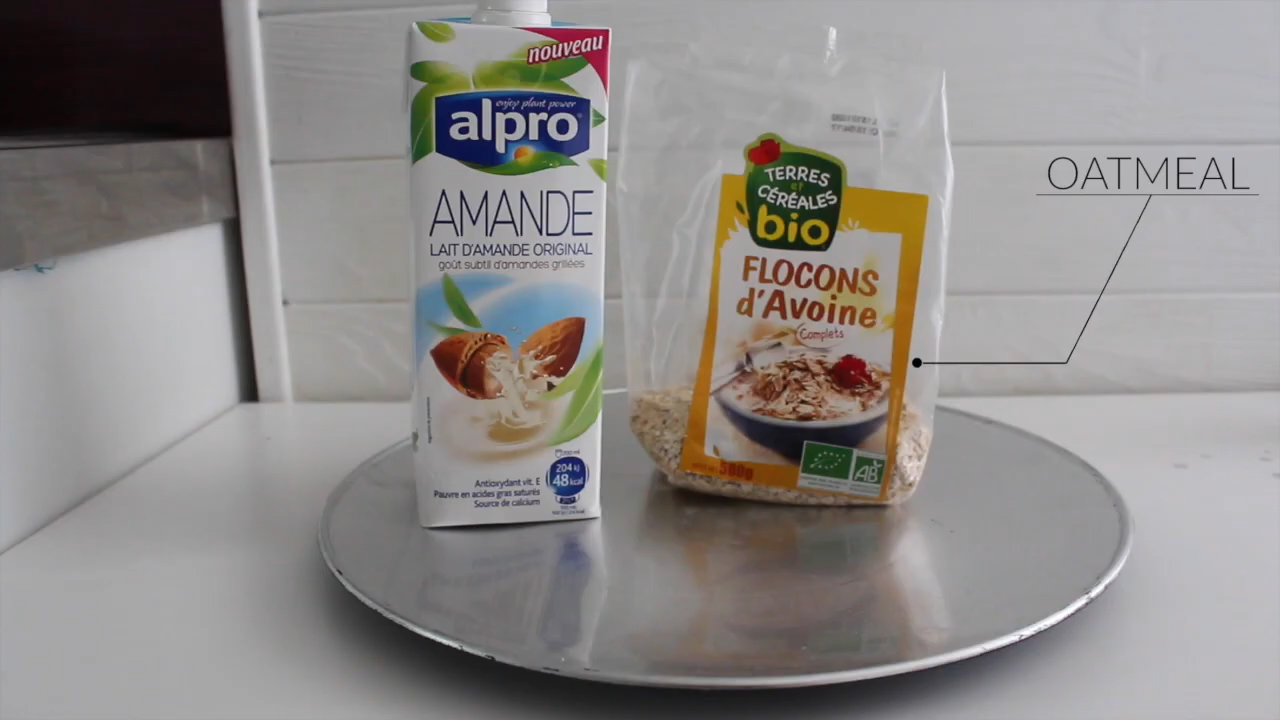 nouveau
enjoy plant power
alpro
AMANDE
LAIT D'AMANDE ORIGINAL
goût subtil d'amandes grillées
204 kJ
48 kcal
Antioxydant vit. E
Pauvre en acides gras saturés
Source de calcium
TERRES
et
CÉRÉALES
bio
FLOCONS
d'Avoine
Complets
500g
AB
OATMEAL